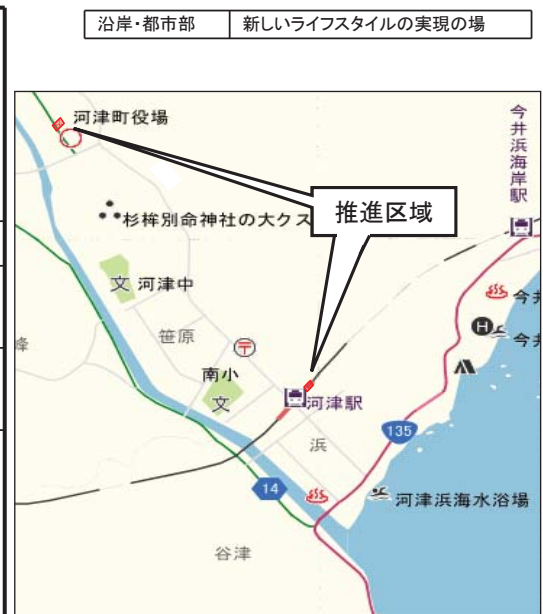 沿岸・都市部 新しいライフスタイルの実現の場
河津町役場
今井浜海岸駅
杉桙別命神社の大クス
推進区域
文 河津中
今
H
今
笹原
峰
〒
南小
文
河津駅
135
浜
14
河津浜海水浴場
谷津